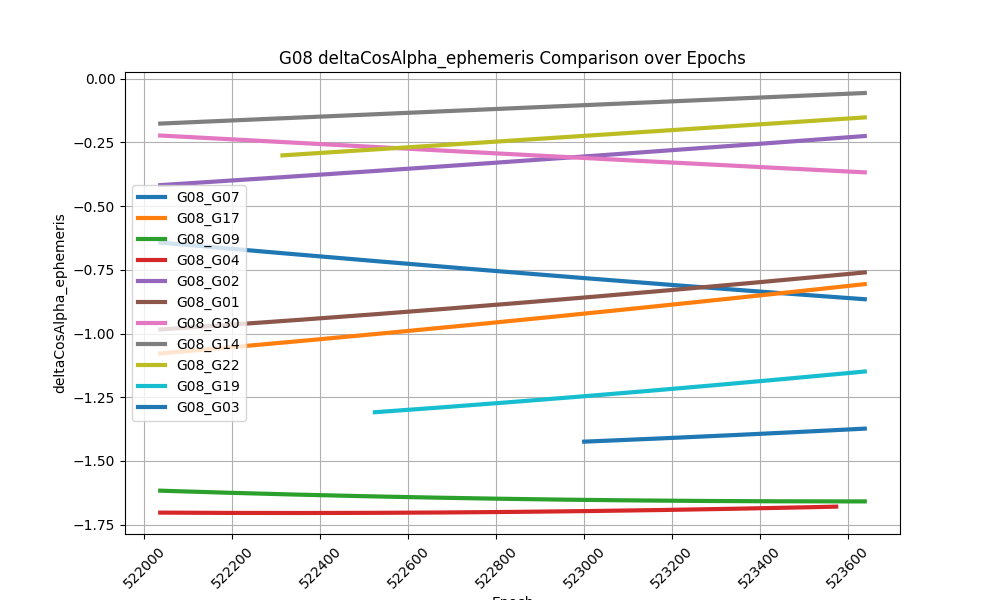 G08 deltaCosAlpha_ephemeris Comparison over Epochs
deltaCosAlpha_ephemeris
0.00
−0.25
−0.50
−0.75
−1.00
−1.25
−1.50
−1.75
G08_G07
G08_G17
G08_G09
G08_G04
G08_G02
G08_G01
G08_G30
G08_G14
G08_G22
G08_G19
G08_G03
522000
522200
522400
522600
522800
523000
523200
523400
523600
Epoch